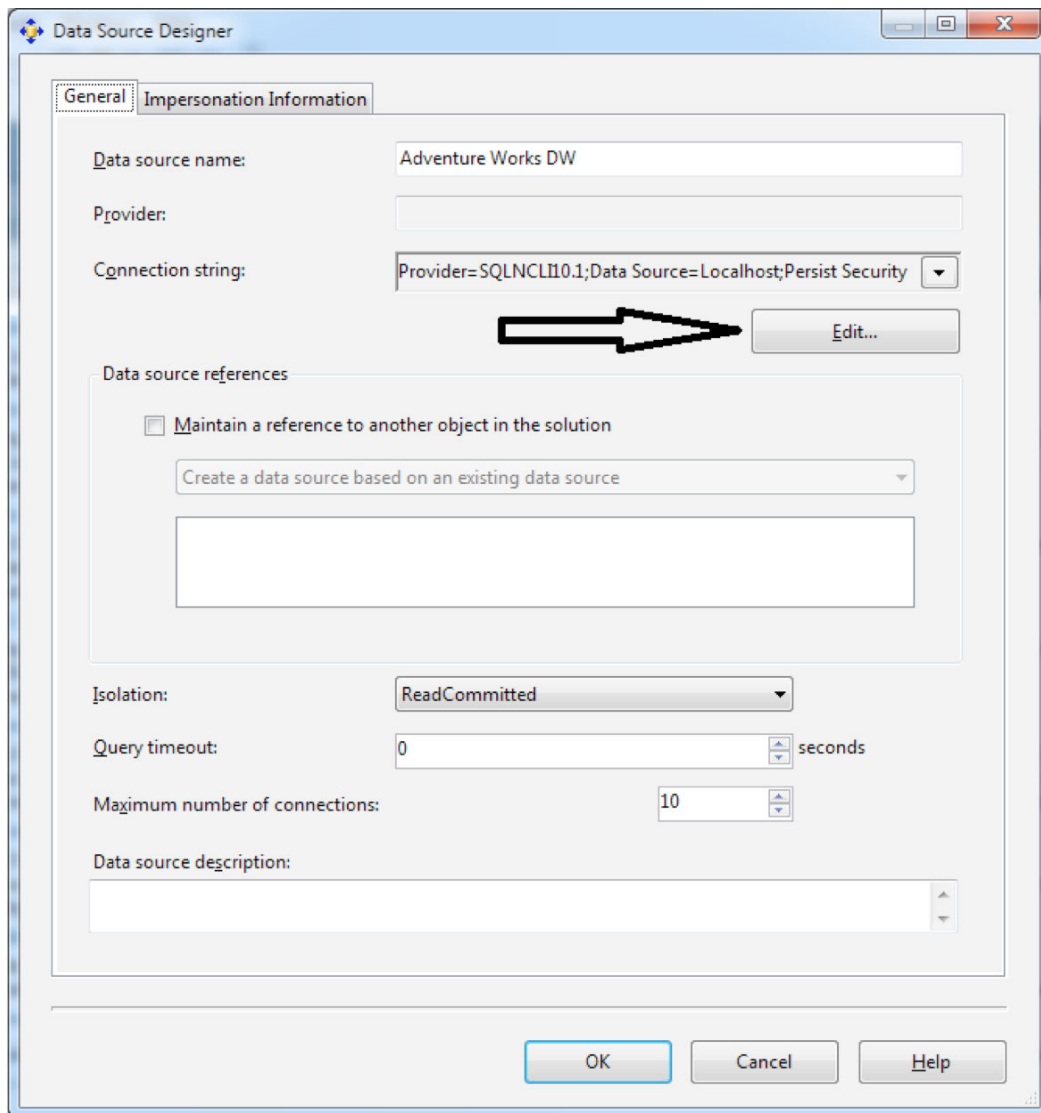 Data Source Designer
General
Impersonation Information
Data source name:
Adventure Works DW
Provider:
Connection string:
Provider=SQLNCLI10.1;Data Source=Localhost;Persist Security
Edit...
Data source references
Maintain a reference to another object in the solution
Create a data source based on an existing data source
Isolation:
ReadCommitted
Query timeout:
0
seconds
Maximum number of connections:
10
Data source description:
OK
Cancel
Help